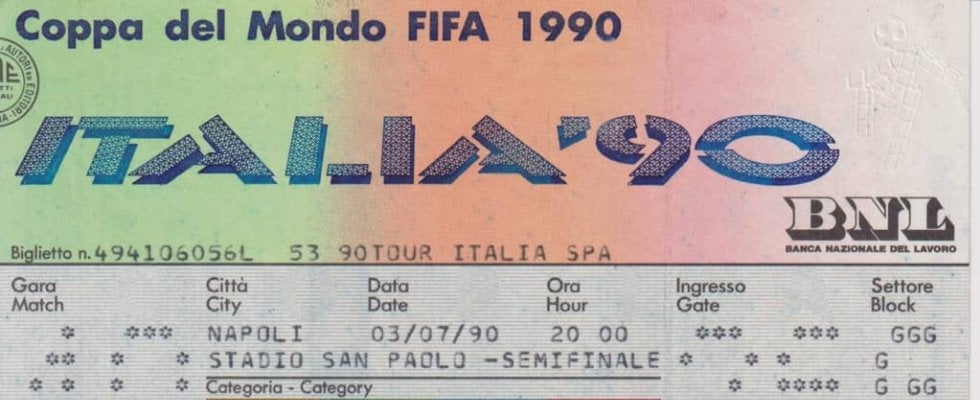 Coppa del Mondo FIFA 1990
ITALIA '90
BNL
BANCA NAZIONALE DEL LAVORO
Biglietto n. 494106056L 53 90TOUR ITALIA SPA
Gara Città Data Ora Ingresso Settore
Match City Date Hour Gate Block
* *** NAPOLI 03/07/90 20 00 *** *** GGG
** * * STADIO SAN PAOLO -SEMIFINALE * * * G
* * * * Categoria - Category * **** G GG